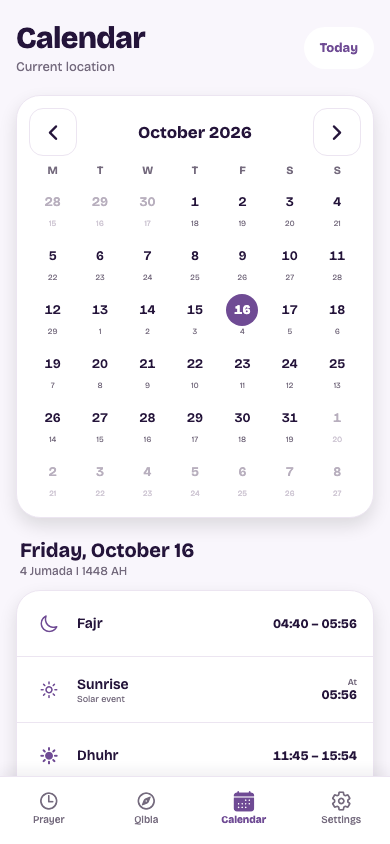 Calendar
Current location
Today
October 2026
M T W T F S S
28 29 30 1 2 3 4
15 16 17 18 19 20 21
5 6 7 8 9 10 11
22 23 24 25 26 27 28
12 13 14 15 16 17 18
29 1 2 3 4 5 6
19 20 21 22 23 24 25
7 8 9 10 11 12 13
26 27 28 29 30 31 1
14 15 16 17 18 19 20
2 3 4 5 6 7 8
21 22 23 24 25 26 27
Friday, October 16
4 Jumada I 1448 AH
Fajr 04:40 – 05:56
Sunrise
Solar event
At
05:56
Dhuhr 11:45 – 15:54
Prayer Qibla Calendar Settings